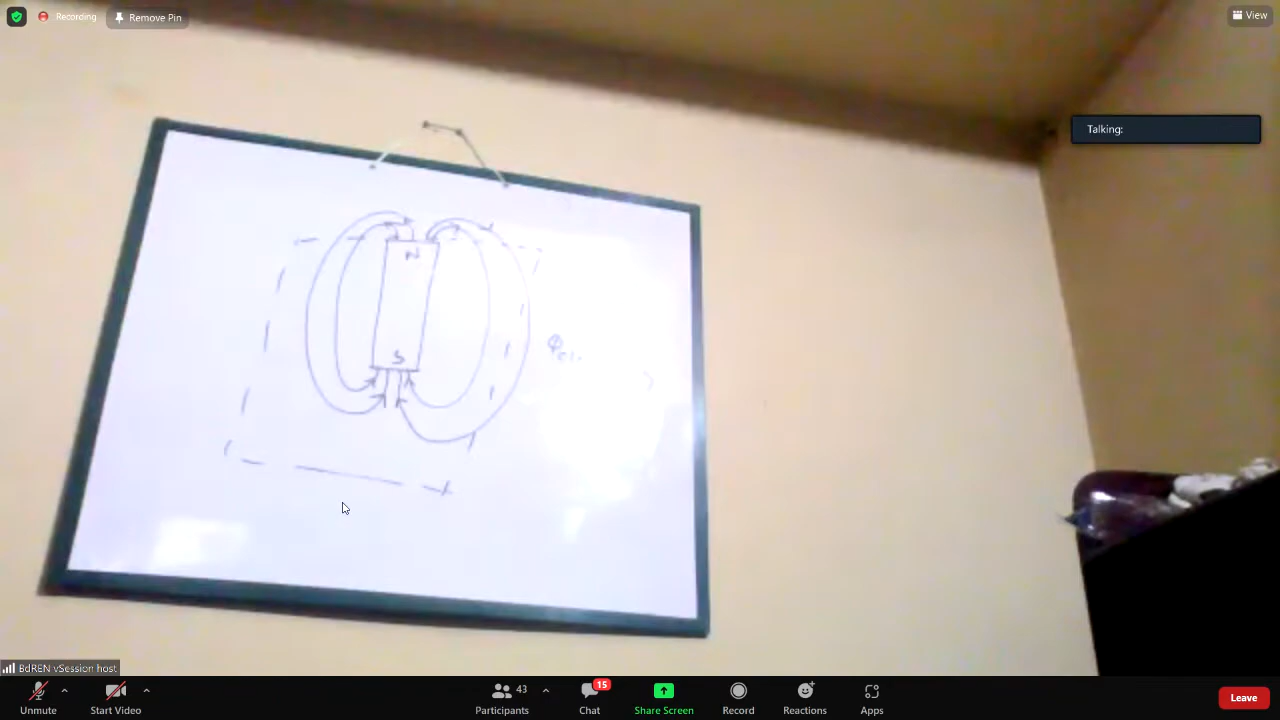 Recording
Remove Pin
View
Talking:
N
S
BdREN vSession host
Unmute
Start Video
43
Participants
15
Chat
Share Screen
Record
Reactions
Apps
Leave